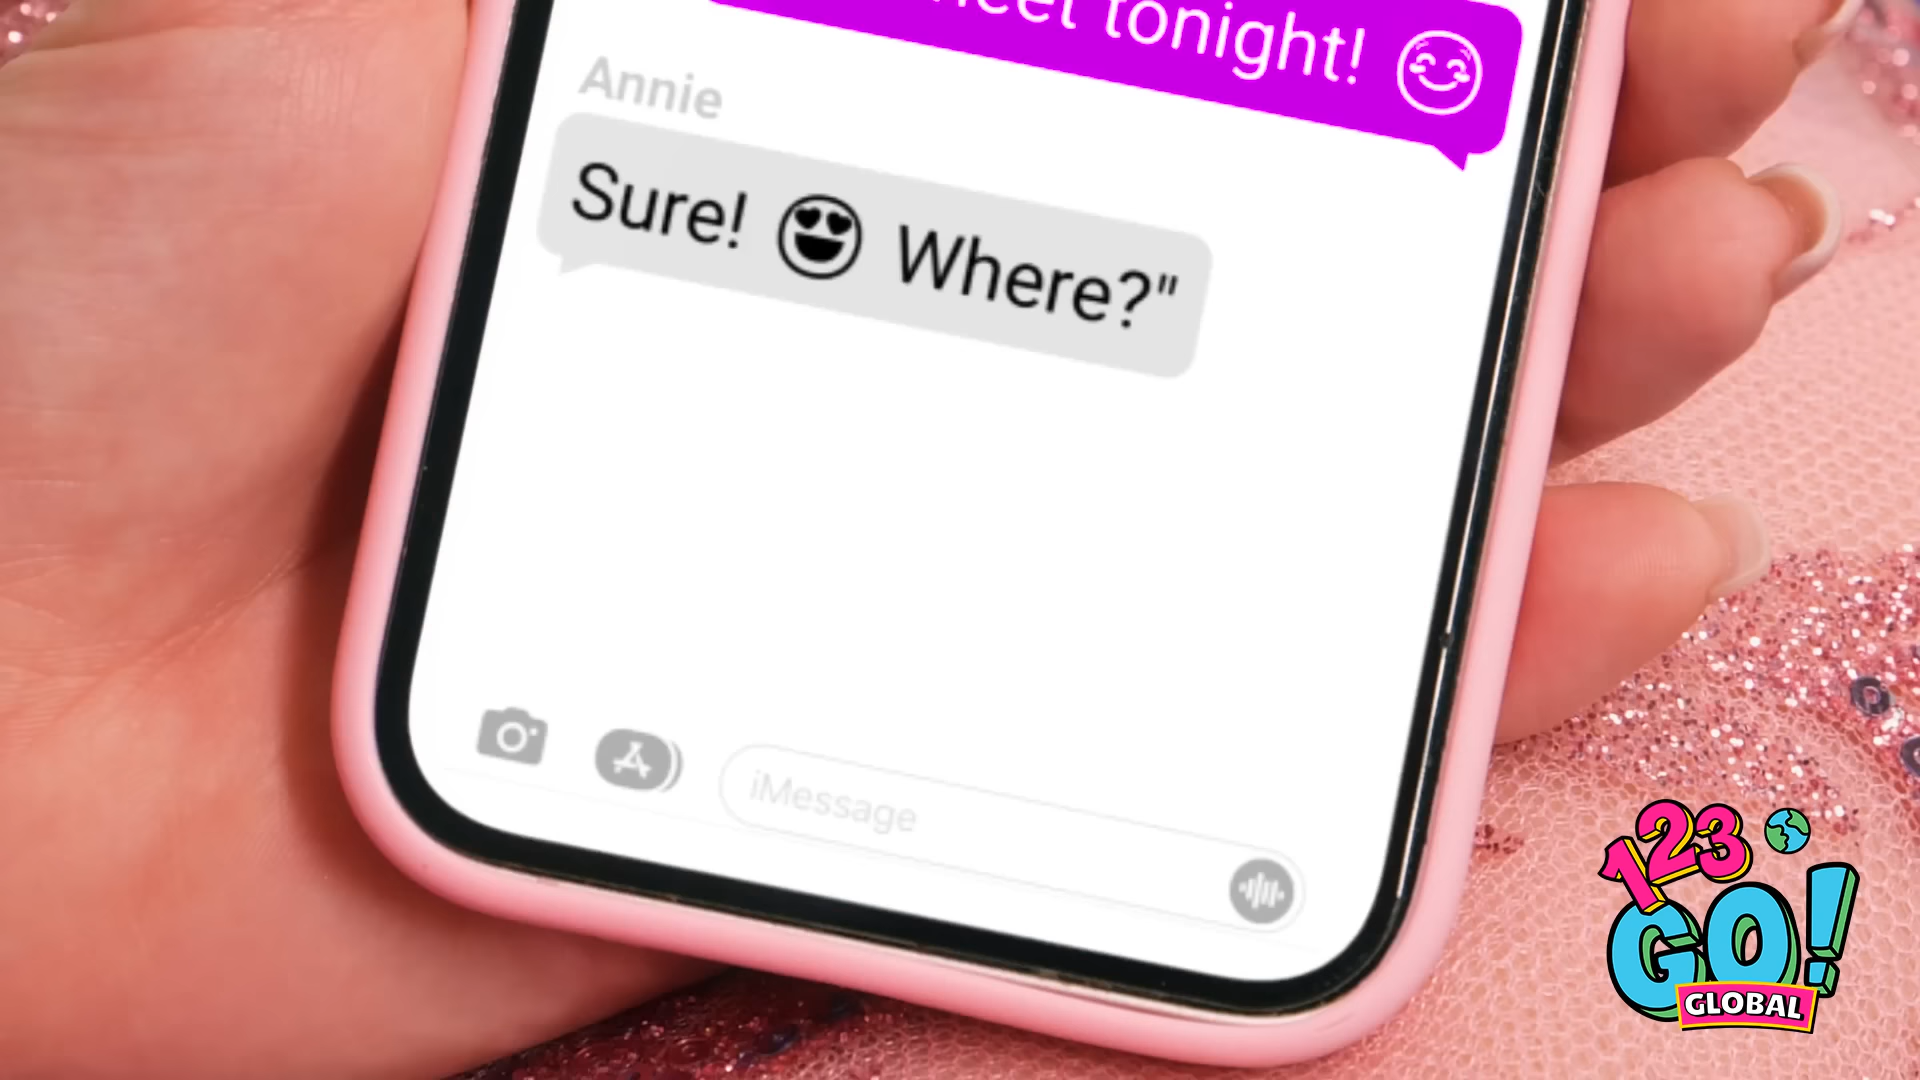 tonight! 😊
Annie
Sure! 😍 Where?"
iMessage
123
GO!
GLOBAL